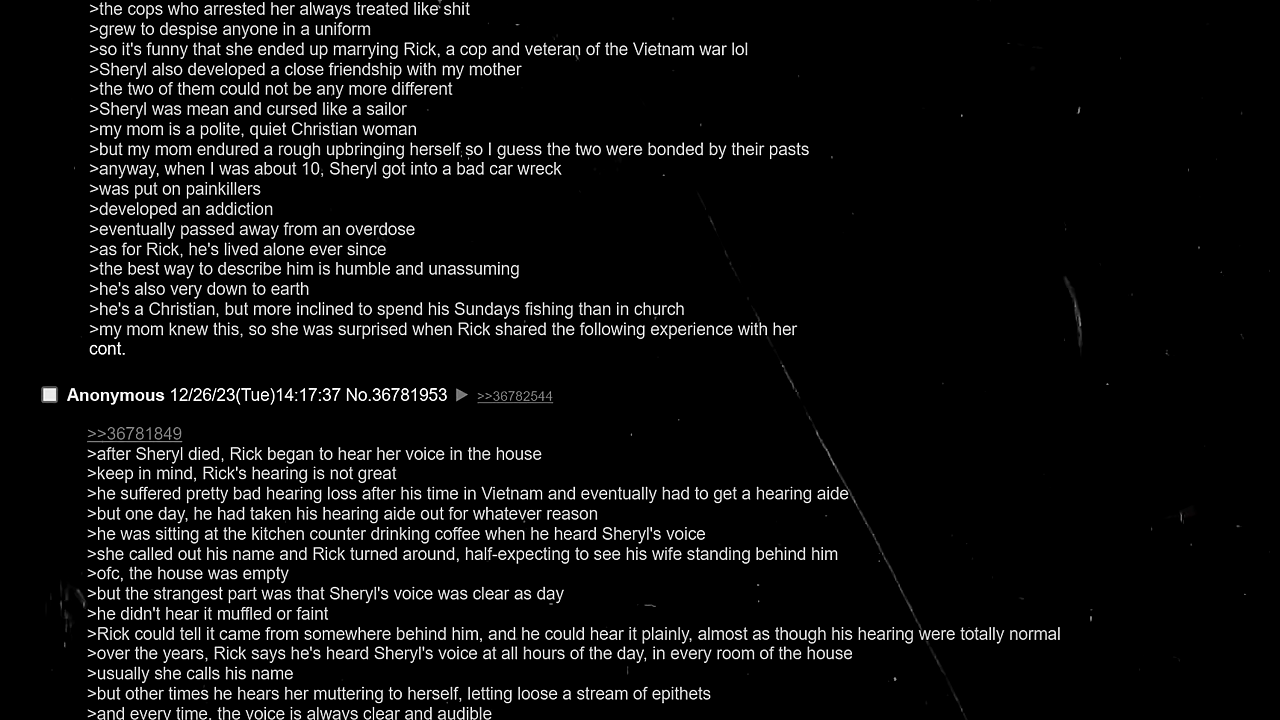 >the cops who arrested her always treated like shit
>grew to despise anyone in a uniform
>so it's funny that she ended up marrying Rick, a cop and veteran of the Vietnam war lol
>Sheryl also developed a close friendship with my mother
>the two of them could not be any more different
>Sheryl was mean and cursed like a sailor
>my mom is a polite, quiet Christian woman
>but my mom endured a rough upbringing herself so I guess the two were bonded by their pasts
>anyway, when I was about 10, Sheryl got into a bad car wreck
>was put on painkillers
>developed an addiction
>eventually passed away from an overdose
>as for Rick, he's lived alone ever since
>the best way to describe him is humble and unassuming
>he's also very down to earth
>he's a Christian, but more inclined to spend his Sundays fishing than in church
>my mom knew this, so she was surprised when Rick shared the following experience with her
cont.
Anonymous 12/26/23(Tue)14:17:37 No.36781953 ▶ >>36782544
>>36781849
>after Sheryl died, Rick began to hear her voice in the house
>keep in mind, Rick's hearing is not great
>he suffered pretty bad hearing loss after his time in Vietnam and eventually had to get a hearing aide
>but one day, he had taken his hearing aide out for whatever reason
>he was sitting at the kitchen counter drinking coffee when he heard Sheryl's voice
>she called out his name and Rick turned around, half-expecting to see his wife standing behind him
>ofc, the house was empty
>but the strangest part was that Sheryl's voice was clear as day
>he didn't hear it muffled or faint
>Rick could tell it came from somewhere behind him, and he could hear it plainly, almost as though his hearing were totally normal
>over the years, Rick says he's heard Sheryl's voice at all hours of the day, in every room of the house
>usually she calls his name
>but other times he hears her muttering to herself, letting loose a stream of epithets
>and every time, the voice is always clear and audible